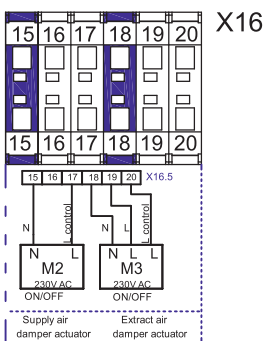 X16
15 16 17 18 19 20
15 16 17 18 19 20
15 16 17 18 19 20 X16.5
N L control N L L control
N L N L L
M2 M3
230V AC 230V AC
ON/OFF ON/OFF
Supply air Extract air
damper actuator damper actuator